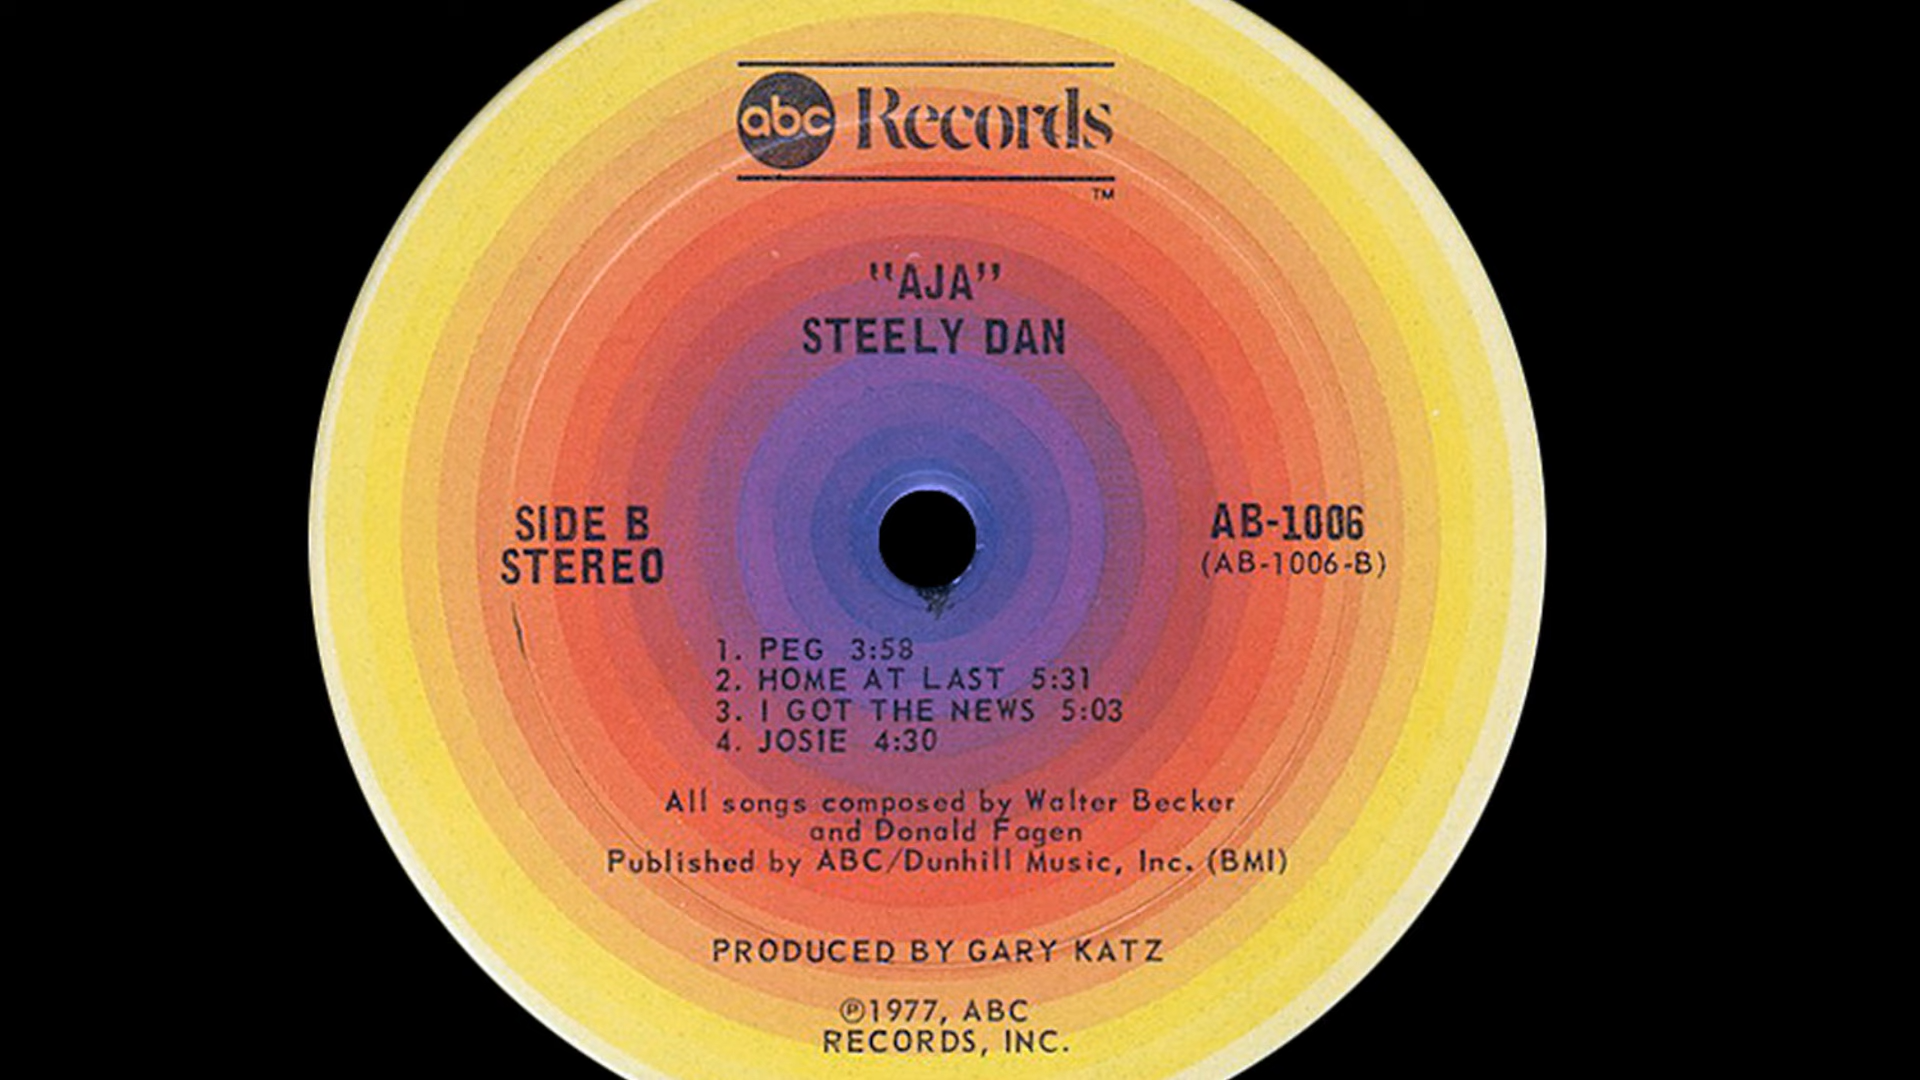 abc Records
TM
"AJA"
STEELY DAN
SIDE B
STEREO
AB-1006
(AB-1006-B)
1. PEG 3:58
2. HOME AT LAST 5:31
3. I GOT THE NEWS 5:03
4. JOSIE 4:30
All songs composed by Walter Becker
and Donald Fagen
Published by ABC/Dunhill Music, Inc. (BMI)
PRODUCED BY GARY KATZ
℗1977, ABC
RECORDS, INC.